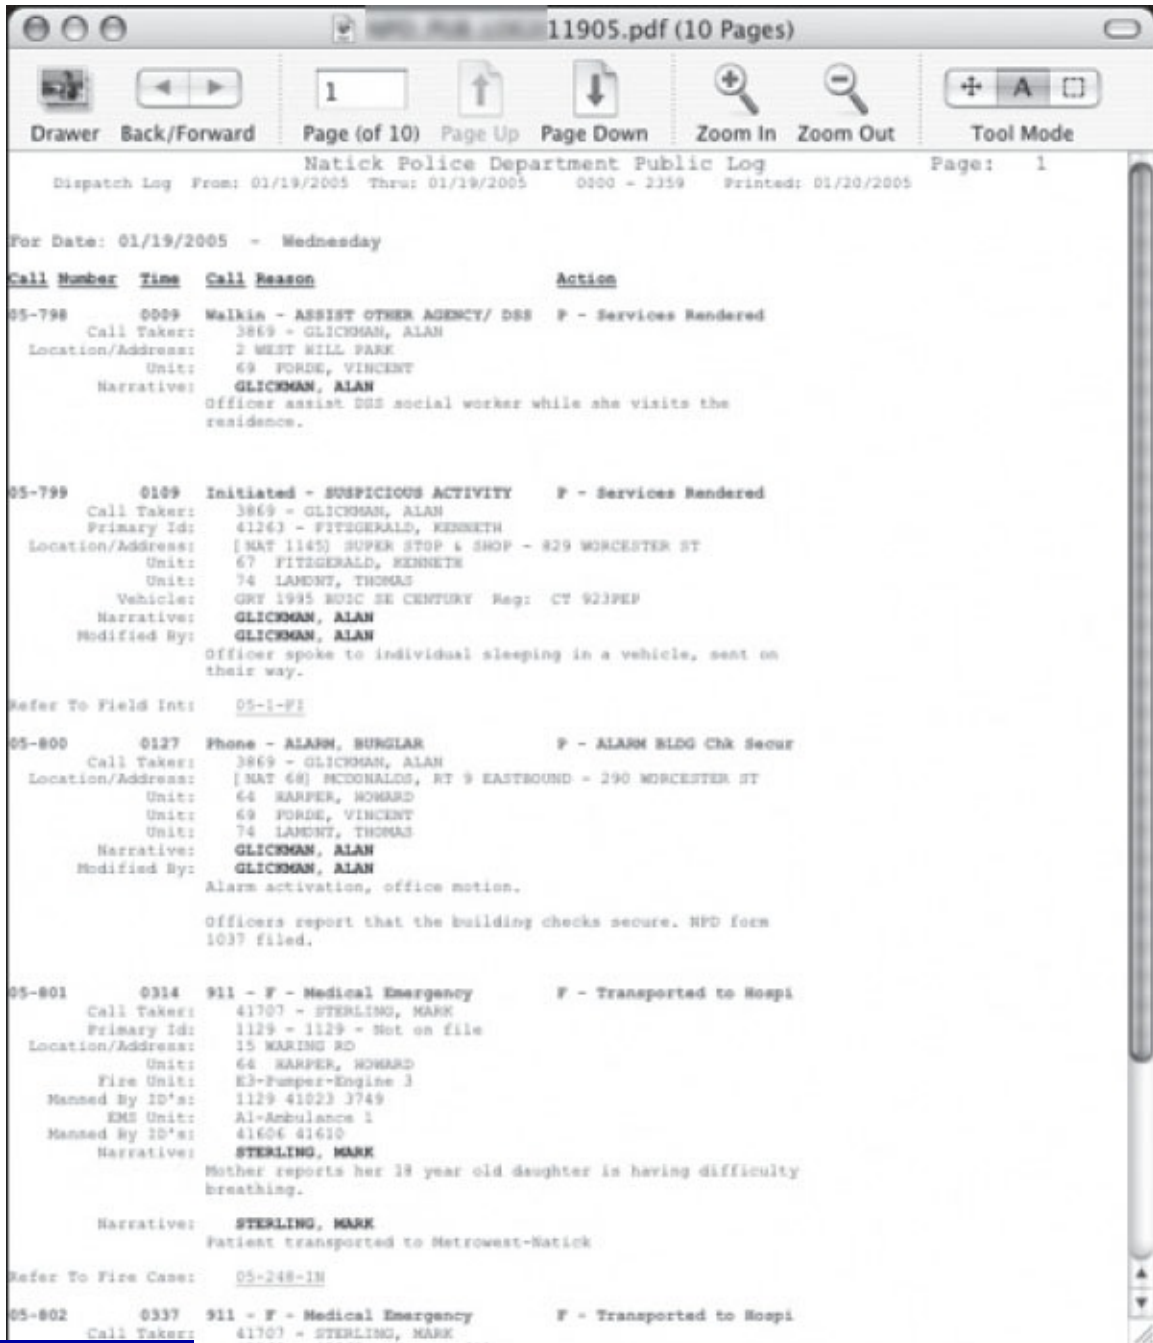 11905.pdf (10 Pages)
1
Drawer Back/Forward Page (of 10) Page Up Page Down Zoom In Zoom Out A Tool Mode
Natick Police Department Public Log Page: 1
Dispatch Log From: 01/19/2005 Thru: 01/19/2005 0000 - 2359 Printed: 01/20/2005
For Date: 01/19/2005 - Wednesday
Call Number Time Call Reason Action
05-798 0009 Walkin - ASSIST OTHER AGENCY/ DSS P - Services Rendered
Call Taker: 3869 - GLICKMAN, ALAN
Location/Address: 2 WEST HILL PARK
Unit: 69 FORDE, VINCENT
Narrative: GLICKMAN, ALAN
Officer assist DSS social worker while she visits the
residence.
05-799 0109 Initiated - SUSPICIOUS ACTIVITY P - Services Rendered
Call Taker: 3869 - GLICKMAN, ALAN
Primary Id: 41263 - FITZGERALD, KENNETH
Location/Address: [NAT 1145] SUPER STOP & SHOP - 829 WORCESTER ST
Unit: 67 FITZGERALD, KENNETH
Unit: 74 LAMONT, THOMAS
Vehicle: GRY 1995 BUIC SE CENTURY Reg: CT 923PEP
Narrative: GLICKMAN, ALAN
Modified By: GLICKMAN, ALAN
Officer spoke to individual sleeping in a vehicle, sent on
their way.
Refer To Field Int: 05-1-FI
05-800 0127 Phone - ALARM, BURGLAR P - ALARM BLDG Chk Secur
Call Taker: 3869 - GLICKMAN, ALAN
Location/Address: [NAT 68] MCDONALDS, RT 9 EASTBOUND - 290 WORCESTER ST
Unit: 64 HARPER, HOWARD
Unit: 69 FORDE, VINCENT
Unit: 74 LAMONT, THOMAS
Narrative: GLICKMAN, ALAN
Modified By: GLICKMAN, ALAN
Alarm activation, office motion.
Officers report that the building checks secure. NPD form
1037 filed.
05-801 0314 911 - F - Medical Emergency F - Transported to Hospi
Call Taker: 41707 - STERLING, MARK
Primary Id: 1129 - 1129 - Not on file
Location/Address: 15 WARING RD
Unit: 64 HARPER, HOWARD
Fire Unit: E3-Pumper-Engine 3
Manned By ID's: 1129 41023 3749
EMS Unit: A1-Ambulance 1
Manned By ID's: 41606 41610
Narrative: STERLING, MARK
Mother reports her 18 year old daughter is having difficulty
breathing.
Narrative: STERLING, MARK
Patient transported to Metrowest-Natick
Refer To Fire Case: 05-248-IN
05-802 0337 911 - F - Medical Emergency F - Transported to Hospi
Call Taker: 41707 - STERLING, MARK